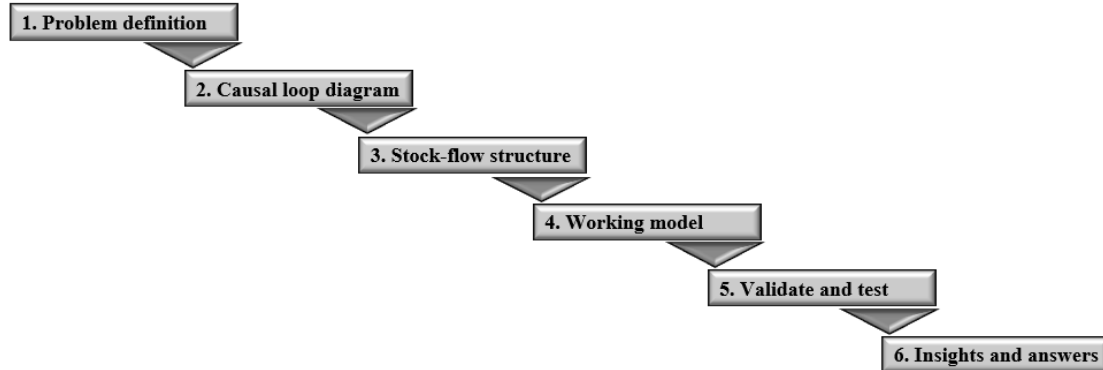 1. Problem definition
2. Causal loop diagram
3. Stock-flow structure
4. Working model
5. Validate and test
6. Insights and answers